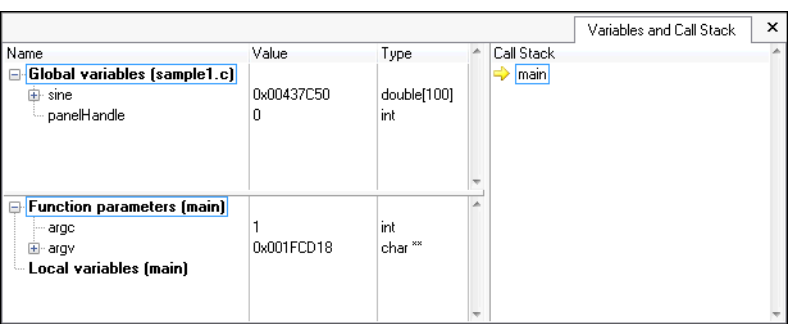 Variables and Call Stack
Name Value Type Call Stack
Global variables (sample1.c) main
sine 0x00437C50 double[100]
panelHandle 0 int
Function parameters (main)
argc 1 int
argv 0x001FCD18 char **
Local variables (main)